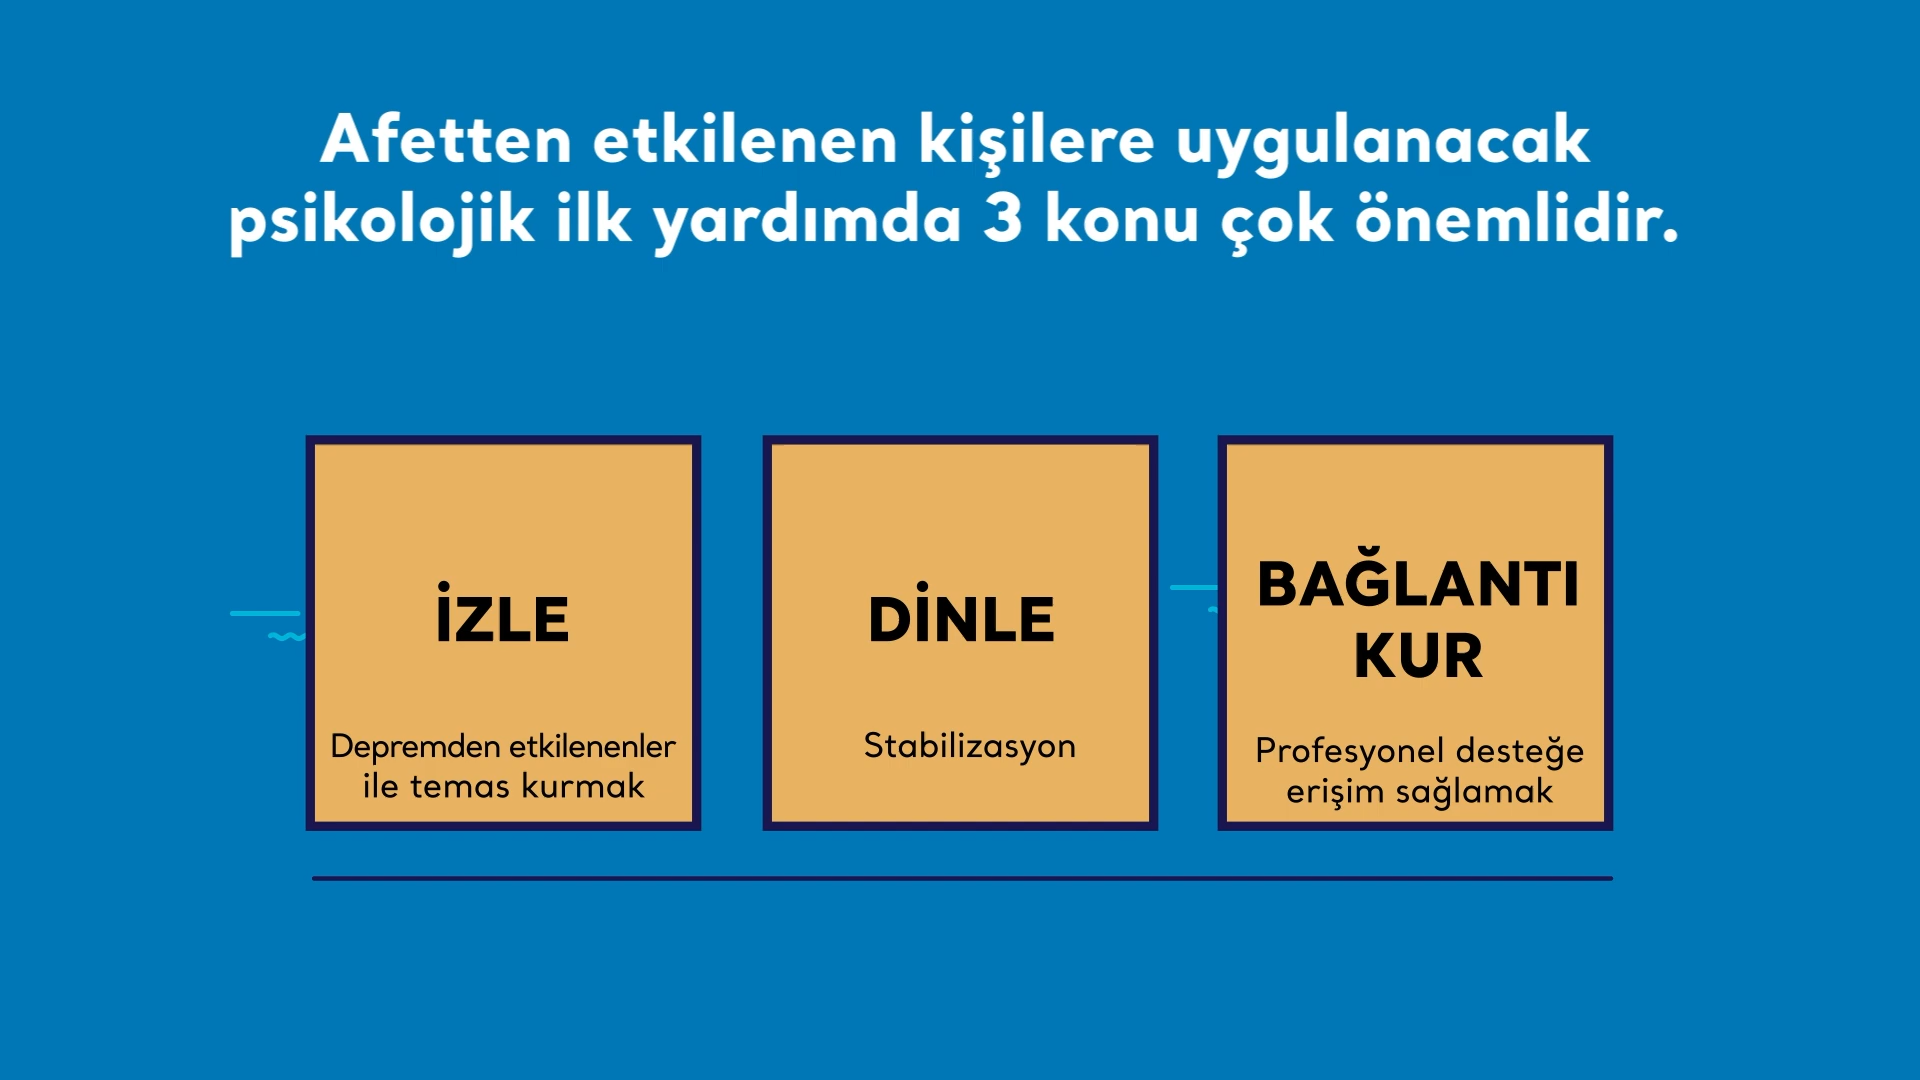 Afetten etkilenen kişilere uygulanacak
psikolojik ilk yardımda 3 konu çok önemlidir.
İZLE
Depremden etkilenenler
ile temas kurmak
DİNLE
Stabilizasyon
BAĞLANTI
KUR
Profesyonel desteğe
erişim sağlamak